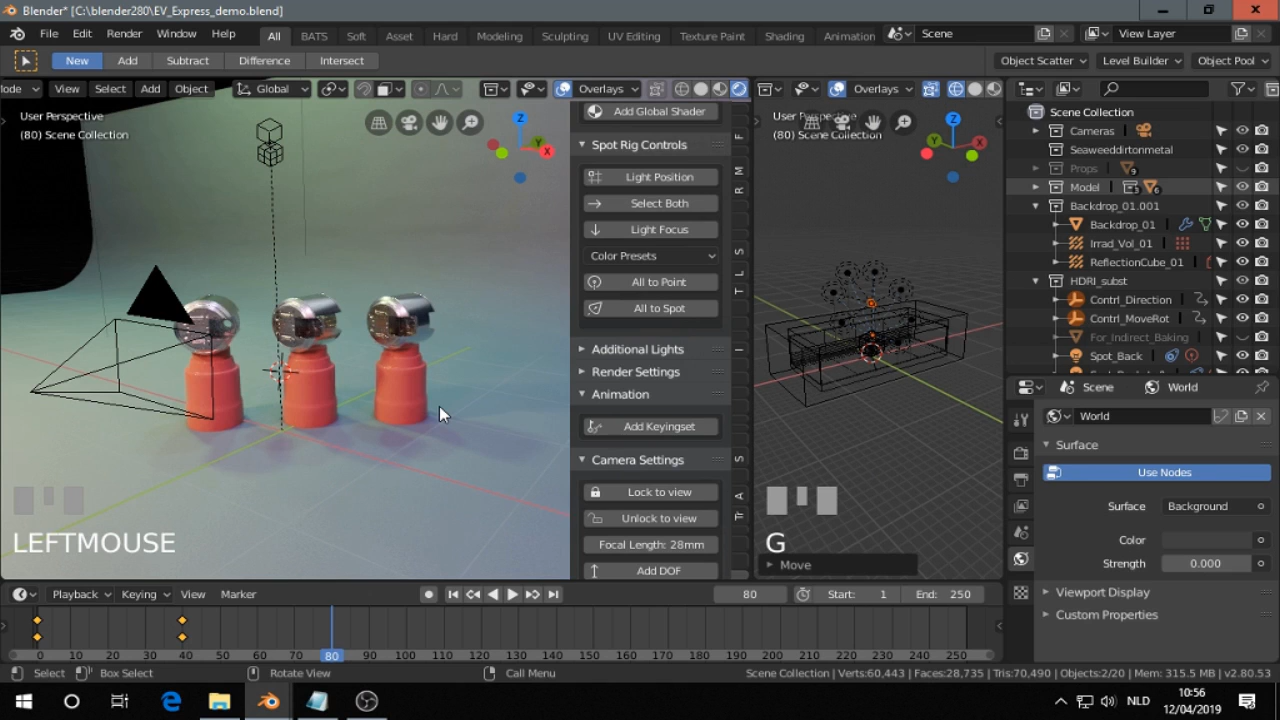 Blender* [C:\blender280\EV_Express_demo.blend]
File Edit Render Window Help All BATS Soft Asset Hard Modeling Sculpting UV Editing Texture Paint Shading Animation Scene View Layer
New Add Subtract Difference Intersect Object Scatter Level Builder Object Pool
ode View Select Add Object Global Overlays Overlays
User Perspective
(80) Scene Collection
Z
Y
X
Add Global Shader
Spot Rig Controls
Light Position
Select Both
Light Focus
Color Presets
All to Point
All to Spot
Additional Lights
Render Settings
Animation
Add Keyingset
Camera Settings
Lock to view
Unlock to view
Focal Length: 28mm
Add DOF
F
M
R
S
L
T
I
S
A
Tr
LEFTMOUSE
User Perspective
(80) Scene Collection
Z
Y
X
G
Move
Scene Collection
Cameras
Seaweeddirtonmetal
Props 9
Model 6
Backdrop_01.001
Backdrop_01
Irrad_Vol_01
ReflectionCube_01
HDRI_subst
Contrl_Direction
Contrl_MoveRot
For_Indirect_Baking
Spot_Back
Scene World
World
Surface
Use Nodes
Surface Background
Color
Strength 0.000
Viewport Display
Custom Properties
Playback Keying View Marker 80 Start: 1 End: 250
0 10 20 30 40 50 60 70 80 90 100 110 120 130 140 150 160 170 180 190 200 210 220 230 240 250
Select Box Select Rotate View Call Menu Scene Collection | Verts:60,443 | Faces:28,735 | Tris:70,490 | Objects:2/20 | Mem: 315.5 MB | v2.80.53
NLD 10:56
12/04/2019